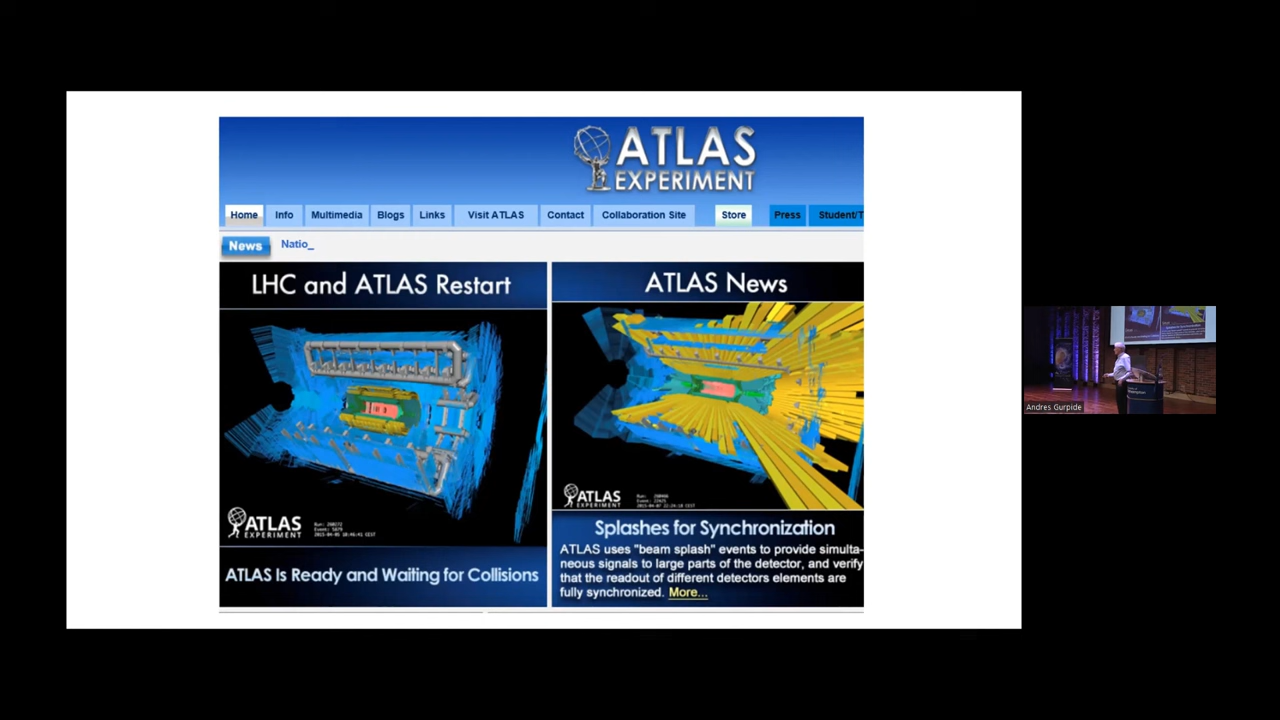 ATLAS
EXPERIMENT
Home Info Multimedia Blogs Links Visit ATLAS Contact Collaboration Site Store Press Student/T
News Natio_
LHC and ATLAS Restart
ATLAS
EXPERIMENT
ATLAS Is Ready and Waiting for Collisions
ATLAS News
ATLAS
EXPERIMENT
Splashes for Synchronization
ATLAS uses "beam splash" events to provide simulta-
neous signals to large parts of the detector, and verify
that the readout of different detectors elements are
fully synchronized. More...
Andres Gurpide